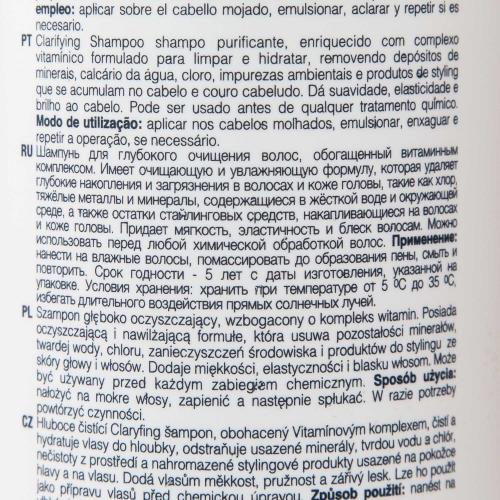 empleo: aplicar sobre el cabello mojado, emulsionar, aclarar y repetir si es
necesario.
PT Clarifying Shampoo shampo purificante, enriquecido com complexo
vitamínico formulado para limpar e hidratar, removendo depósitos de
minerais, calcário da água, cloro, impurezas ambientais e produtos de styling
que se acumulam no cabelo e couro cabeludo. Dá suavidade, elasticidade e
brilho ao cabelo. Pode ser usado antes de qualquer tratamento químico.
Modo de utilização: aplicar nos cabelos molhados, emulsionar, enxaguar e
repetir a operação, se necessário.
RU Шампунь для глубокого очищения волос, обогащенный витаминным
комплексом. Имеет очищающую и увлажняющую формулу, которая удаляет
глубокие накопления и загрязнения в волосах и коже головы, такие как хлор,
тяжёлые металлы и минералы, содержащиеся в жёсткой воде и окружающей
среде, а также остатки стайлинговых средств, накапливающиеся на волосах
и коже головы. Придает мягкость, эластичность и блеск волосам. Можно
использовать перед любой химической обработкой волос. Применение:
нанести на влажные волосы, помассировать до образования пены, смыть и
повторить. Срок годности - 5 лет с даты изготовления, указанной на
упаковке. Условия хранения: хранить при температуре от 5 ºC до 35 ºC,
избегать длительного воздействия прямых солнечных лучей.
PL Szampon głęboko oczyszczający, wzbogacony o kompleks witamin. Posiada
oczyszczającą i nawilżającą formułę, która usuwa pozostałości minerałów,
twardej wody, chloru, zanieczyszczeń środowiska i produktów do stylingu ze
skóry głowy i włosów. Dodaje miękkości, elastyczności i blasku włosom. Może
być używany przed każdym zabiegiem chemicznym. Sposób użycia:
nałożyć na mokre włosy, zapienić a następnie spłukać. W razie potrzeby
powtórzyć czynności.
CZ Hluboce čistící Claryfing šampon, obohacený Vitamínovým komplexem, čistí a
hydratuje vlasy do hloubky, odstraňuje usazené minerály, tvrdou vodu a chlór,
nečistoty z prostředí a nahromazené stylingové produkty usazené na pokožce
hlavy a na vlasu. Dodá vlasům měkkost, pružnost a zářivý lesk. Lze ho použít
jako přípravu vlasů před chemickou úpravou. Způsob použití: nanést na